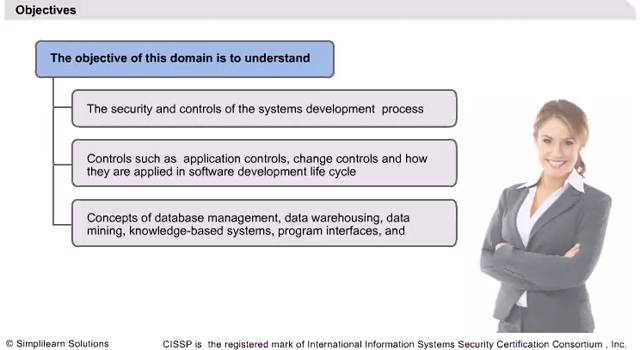 Objectives
The objective of this domain is to understand
The security and controls of the systems development process
Controls such as application controls, change controls and how
they are applied in software development life cycle
Concepts of database management, data warehousing, data
mining, knowledge-based systems, program interfaces, and
© Simplilearn Solutions
CISSP is the registered mark of International Information Systems Security Certification Consortium , Inc.